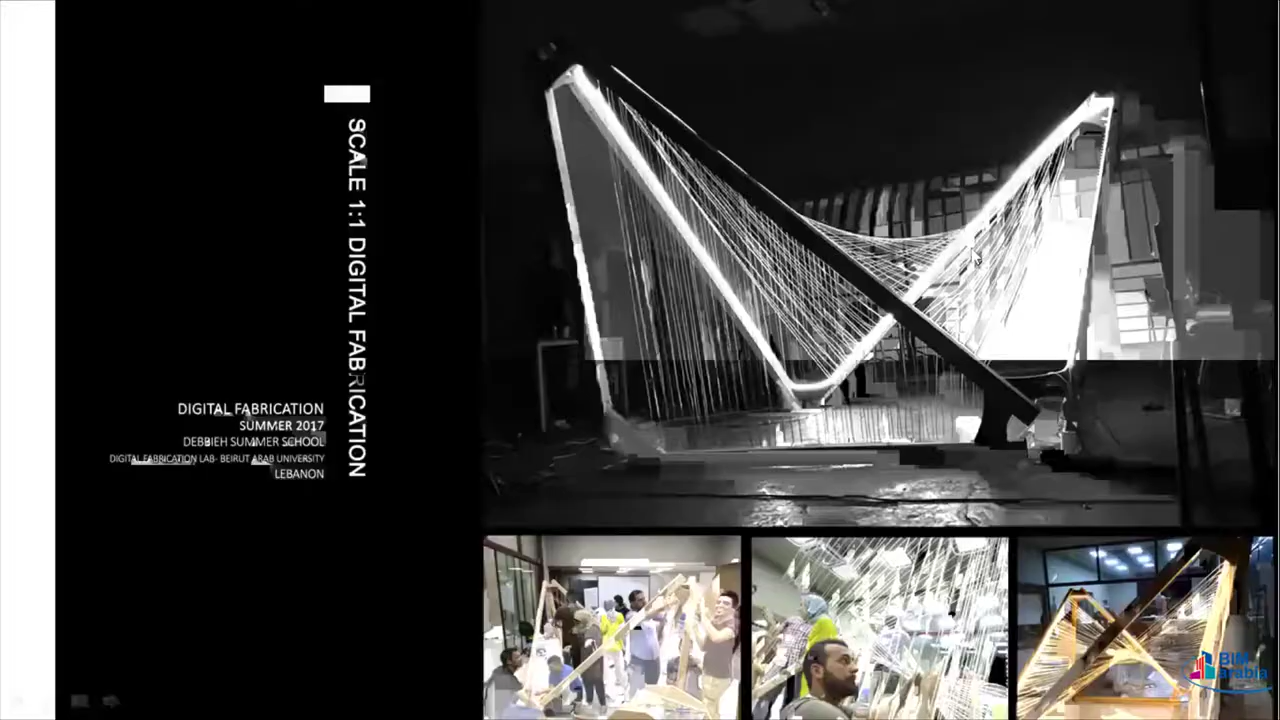 SCALE 1:1 DIGITAL FABRICATION
DIGITAL FABRICATION
SUMMER 2017
DEBBIEH SUMMER SCHOOL
DIGITAL FABRICATION LAB- BEIRUT ARAB UNIVERSITY
LEBANON
BIM
arabia